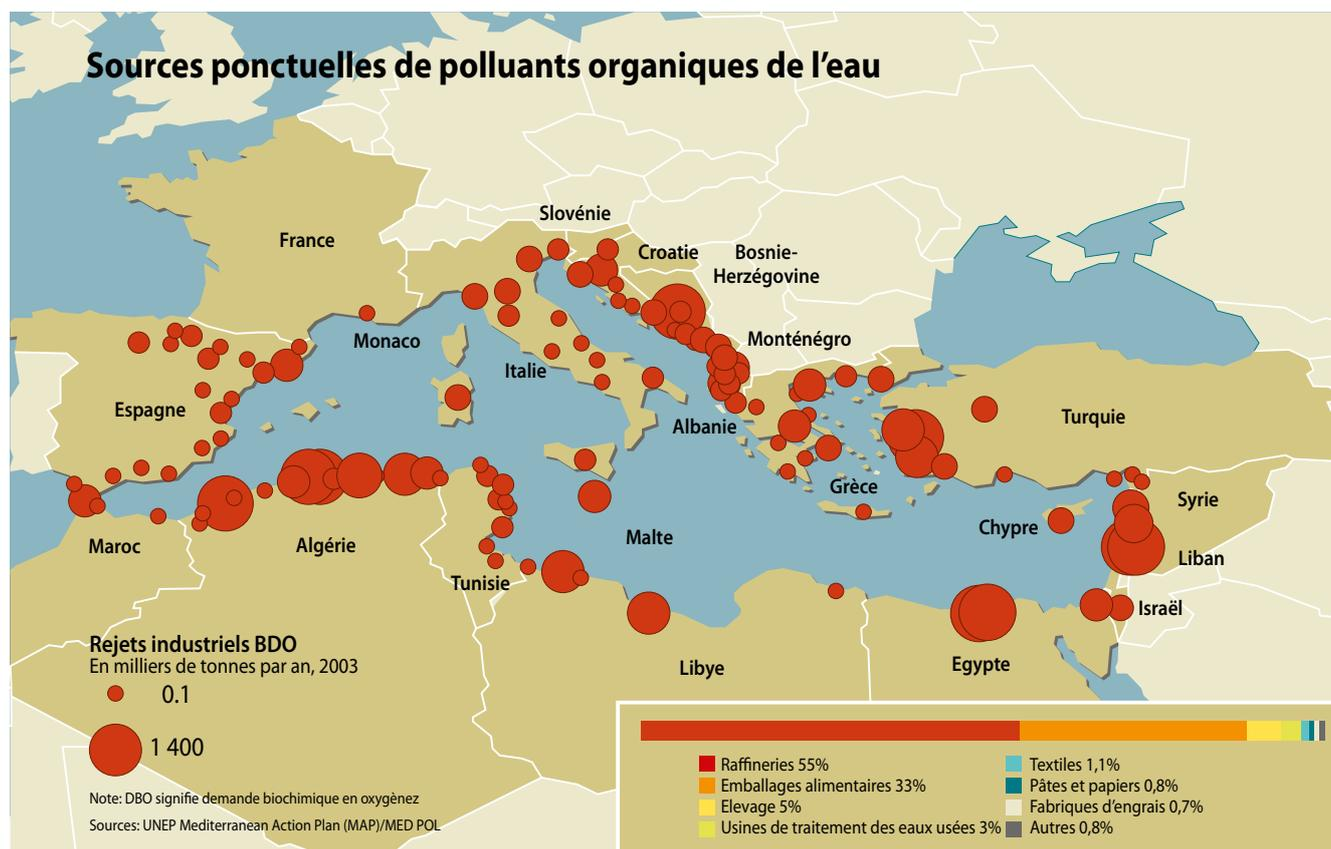 Sources ponctuelles de polluants organiques de l'eau
Slovénie
France
Croatie
Bosnie-
Herzégovine
Monaco
Monténégro
Italie
Espagne
Albanie
Turquie
Grèce
Syrie
Chypre
Malte
Maroc
Algérie
Liban
Tunisie
Israël
Libye
Egypte
Rejets industriels BDO
En milliers de tonnes par an, 2003
0.1
1 400
Note: DBO signifie demande biochimique en oxygènez
Sources: UNEP Mediterranean Action Plan (MAP)/MED POL
Raffineries 55%
Emballages alimentaires 33%
Elevage 5%
Usines de traitement des eaux usées 3%
Textiles 1,1%
Pâtes et papiers 0,8%
Fabriques d'engrais 0,7%
Autres 0,8%